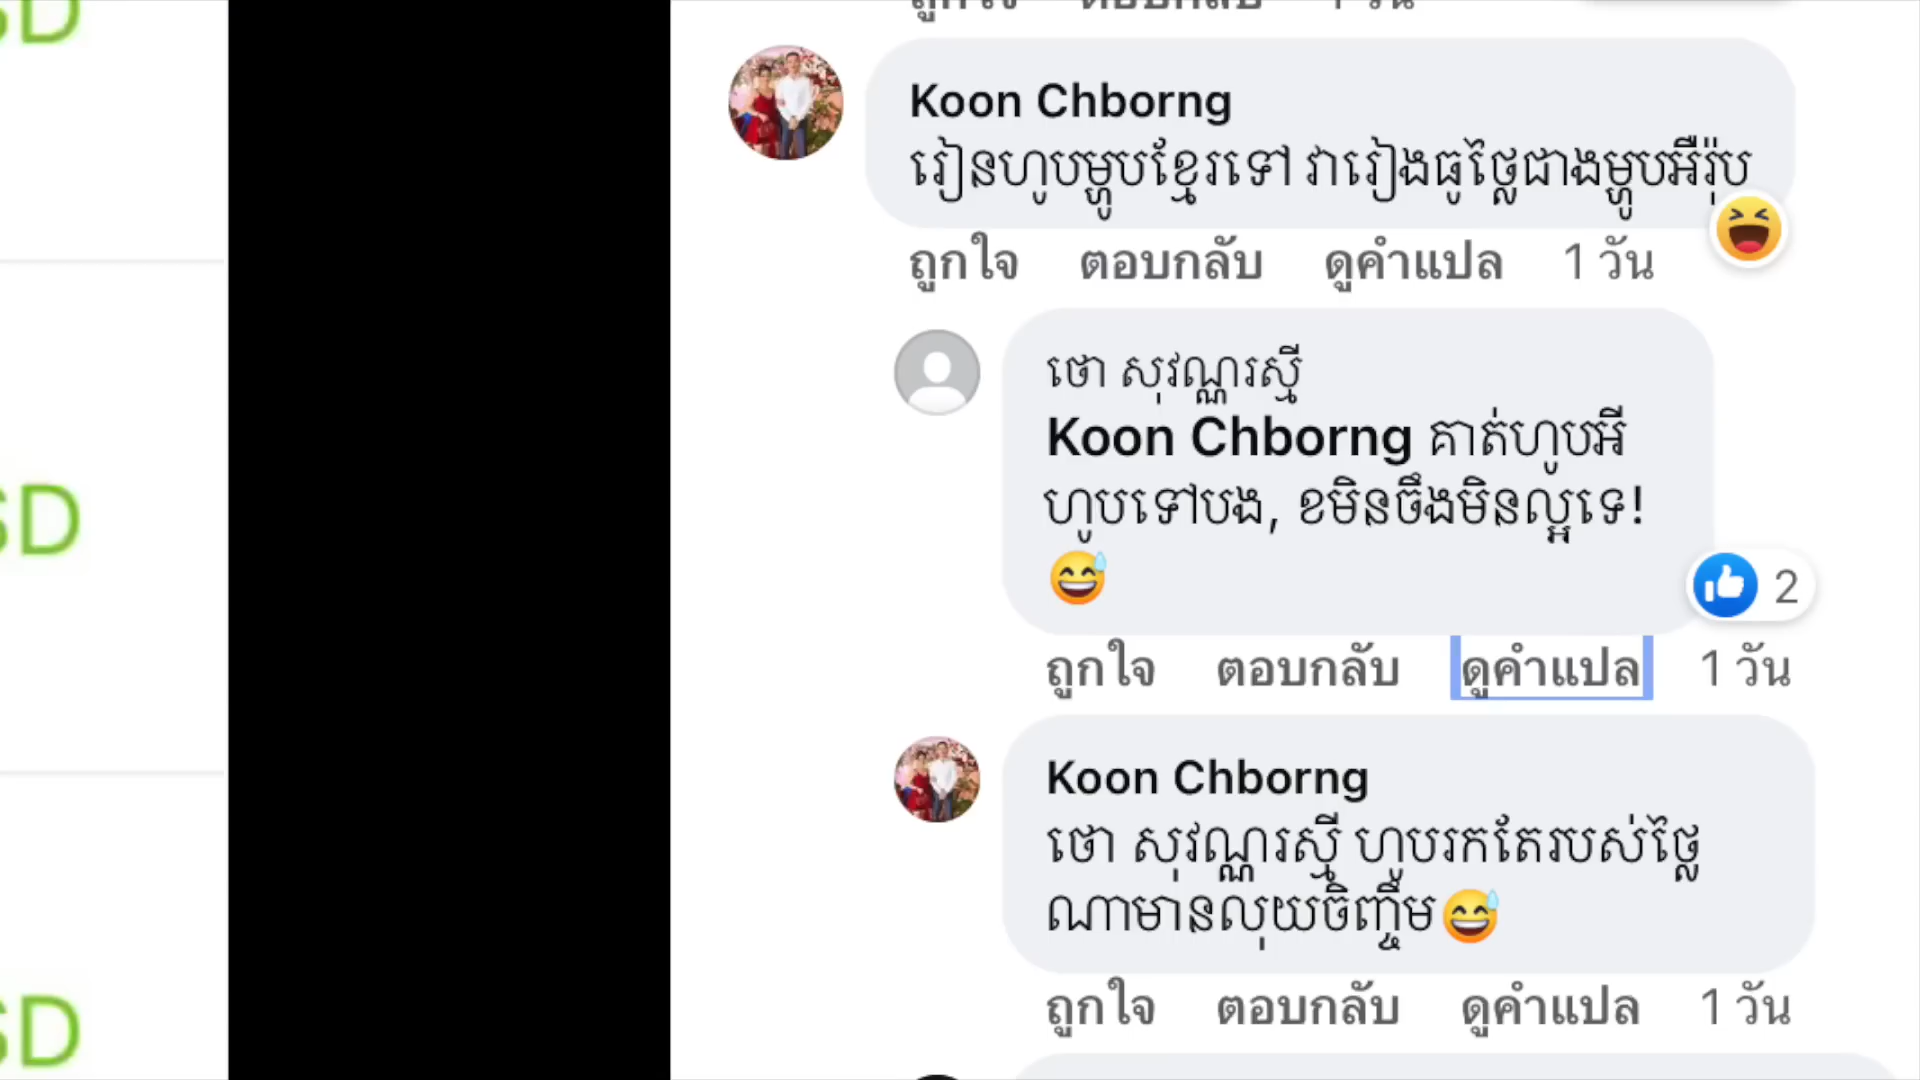 SD
SD
SD
Koon Chborng
រៀនហូបម្ហូបខ្មែរទៅ វារៀងធូថ្លៃជាងម្ហូបអឺរ៉ុប
ถูกใจ ตอบกลับ ดูคำแปล 1 วัน
ថោ សុវណ្ណរស្មី
Koon Chborng គាត់ហូបអី
ហូបទៅបង, ខមិនចឹងមិនល្អទេ!
😅
2
ถูกใจ ตอบกลับ ดูคำแปล 1 วัน
Koon Chborng
ថោ សុវណ្ណរស្មី ហូបរកតែរបស់ថ្លៃ
ណាមានលុយចិញ្ចឹម😅
ถูกใจ ตอบกลับ ดูคำแปล 1 วัน